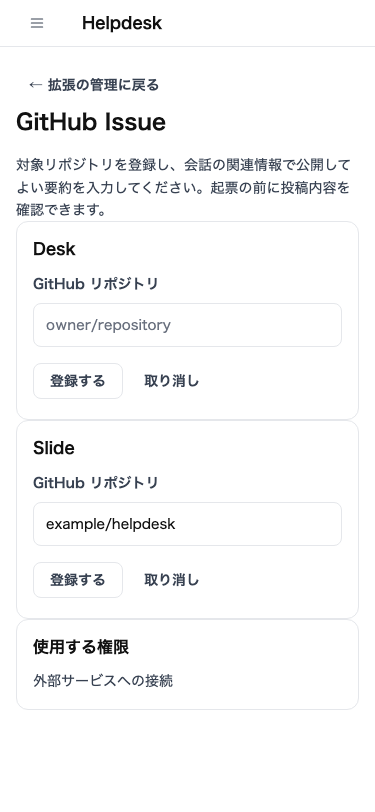 Helpdesk
← 拡張の管理に戻る
GitHub Issue
対象リポジトリを登録し、会話の関連情報で公開して
よい要約を入力してください。起票の前に投稿内容を
確認できます。
Desk
GitHub リポジトリ
owner/repository
登録する 取り消し
Slide
GitHub リポジトリ
example/helpdesk
登録する 取り消し
使用する権限
外部サービスへの接続